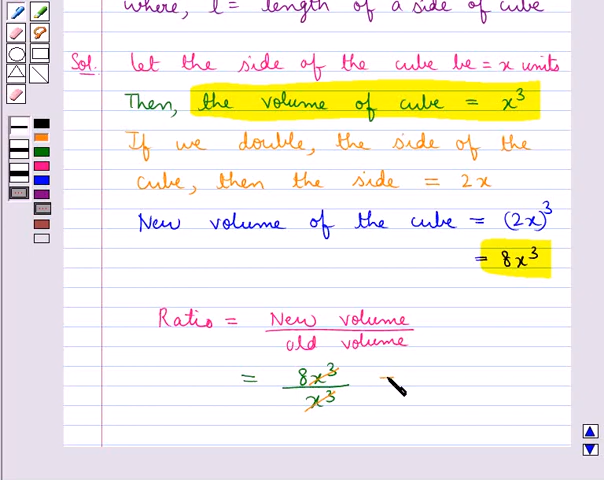 where, l = length of a side of cube
Sol. Let the side of the cube be = x units
Then, the volume of cube = x³
If we double, the side of the
cube, then the side = 2x
New volume of the cube = (2x)³
= 8x³
Ratio = New volume
old volume
= 8x³
x³